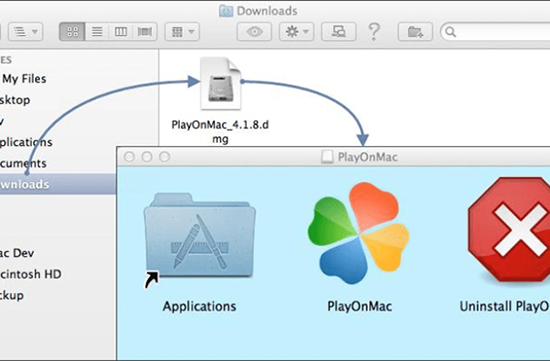 Downloads
ES
My Files
sktop
v
plications
cuments
wnloads
ac Dev
cintosh HD
ckup
PlayOnMac_4.1.8.d
mg
PlayOnMac
Applications
PlayOnMac
Uninstall PlayO